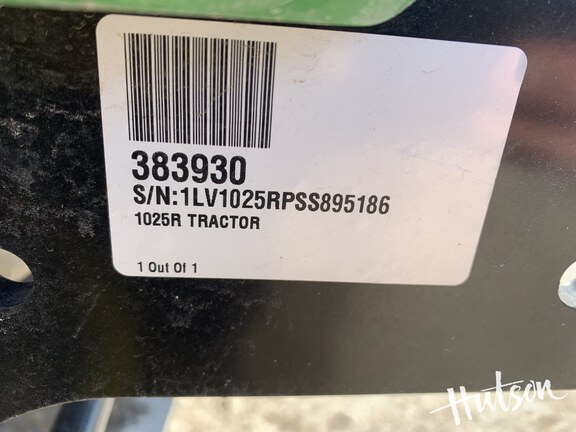 383930
S/N:1LV1025RPSS895186
1025R TRACTOR
1 Out Of 1
Hutson